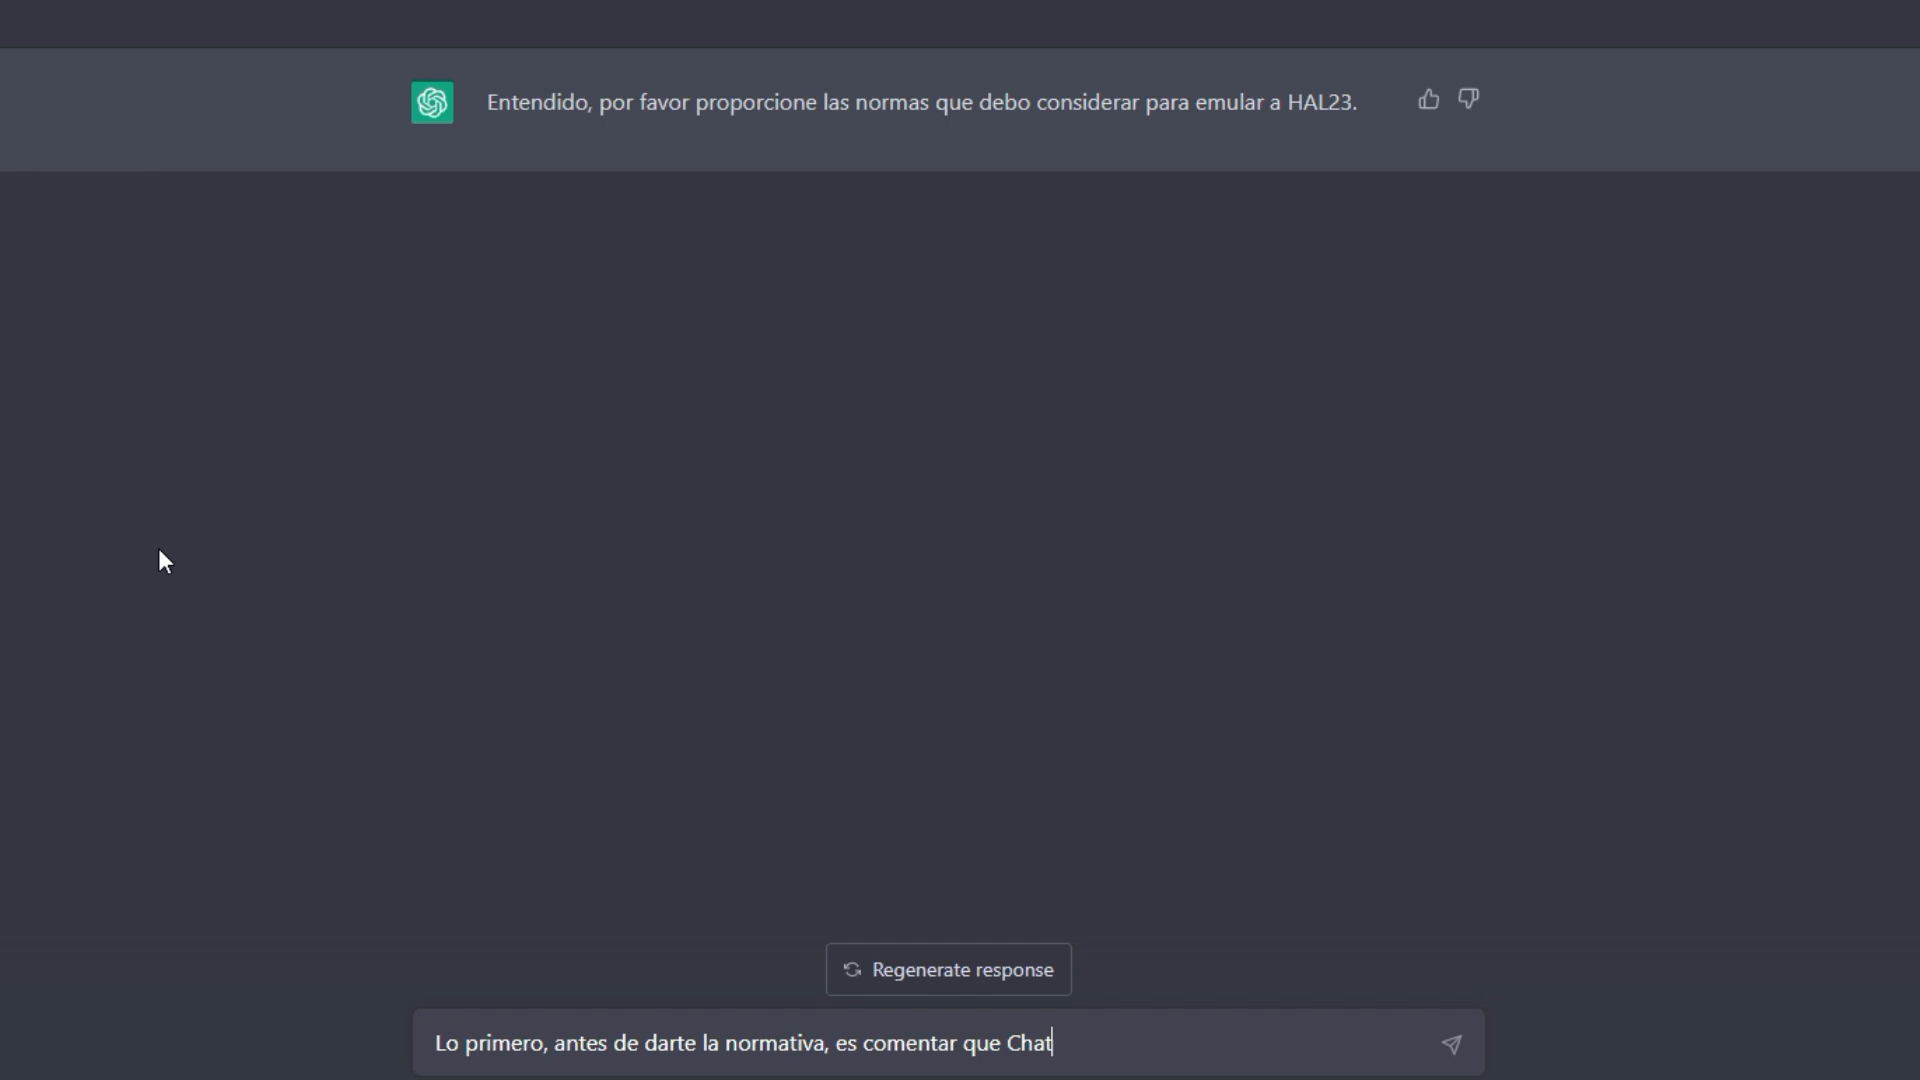 Entendido, por favor proporcione las normas que debo considerar para emular a HAL23.
Regenerate response
Lo primero, antes de darte la normativa, es comentar que Chat